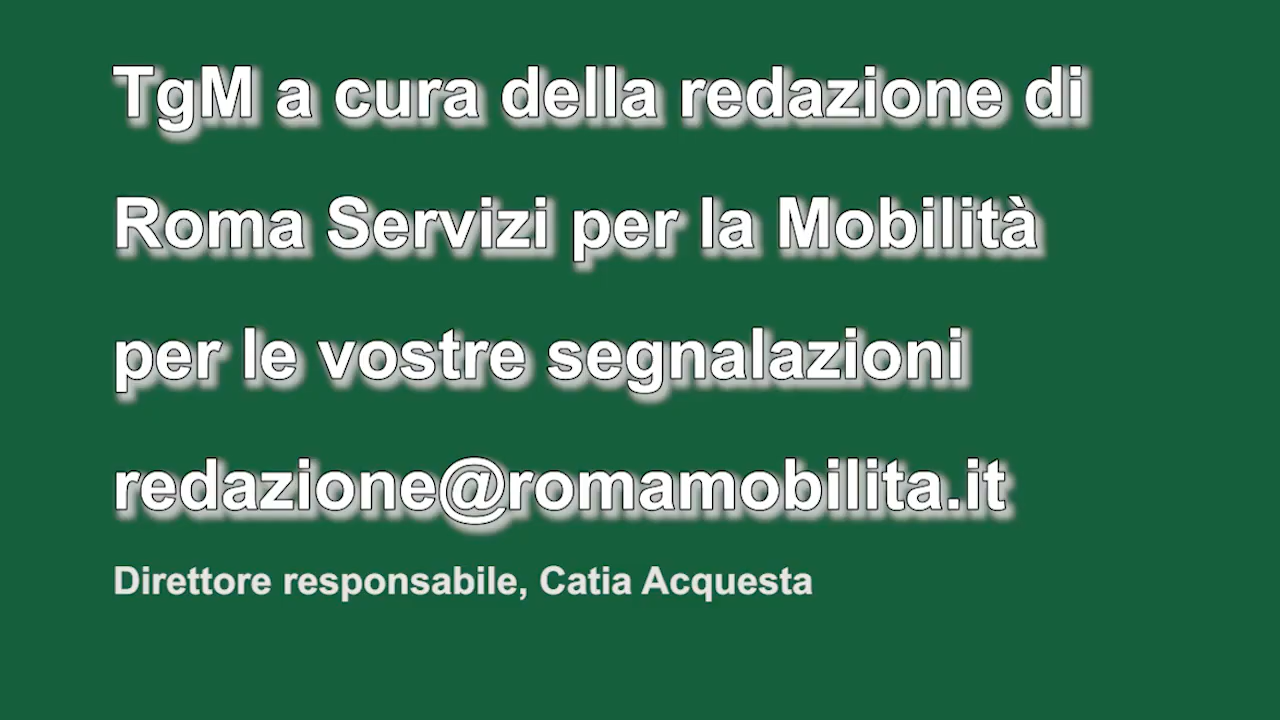 TgM a cura della redazione di
Roma Servizi per la Mobilità
per le vostre segnalazioni
redazione@romamobilita.it
Direttore responsabile, Catia Acquesta